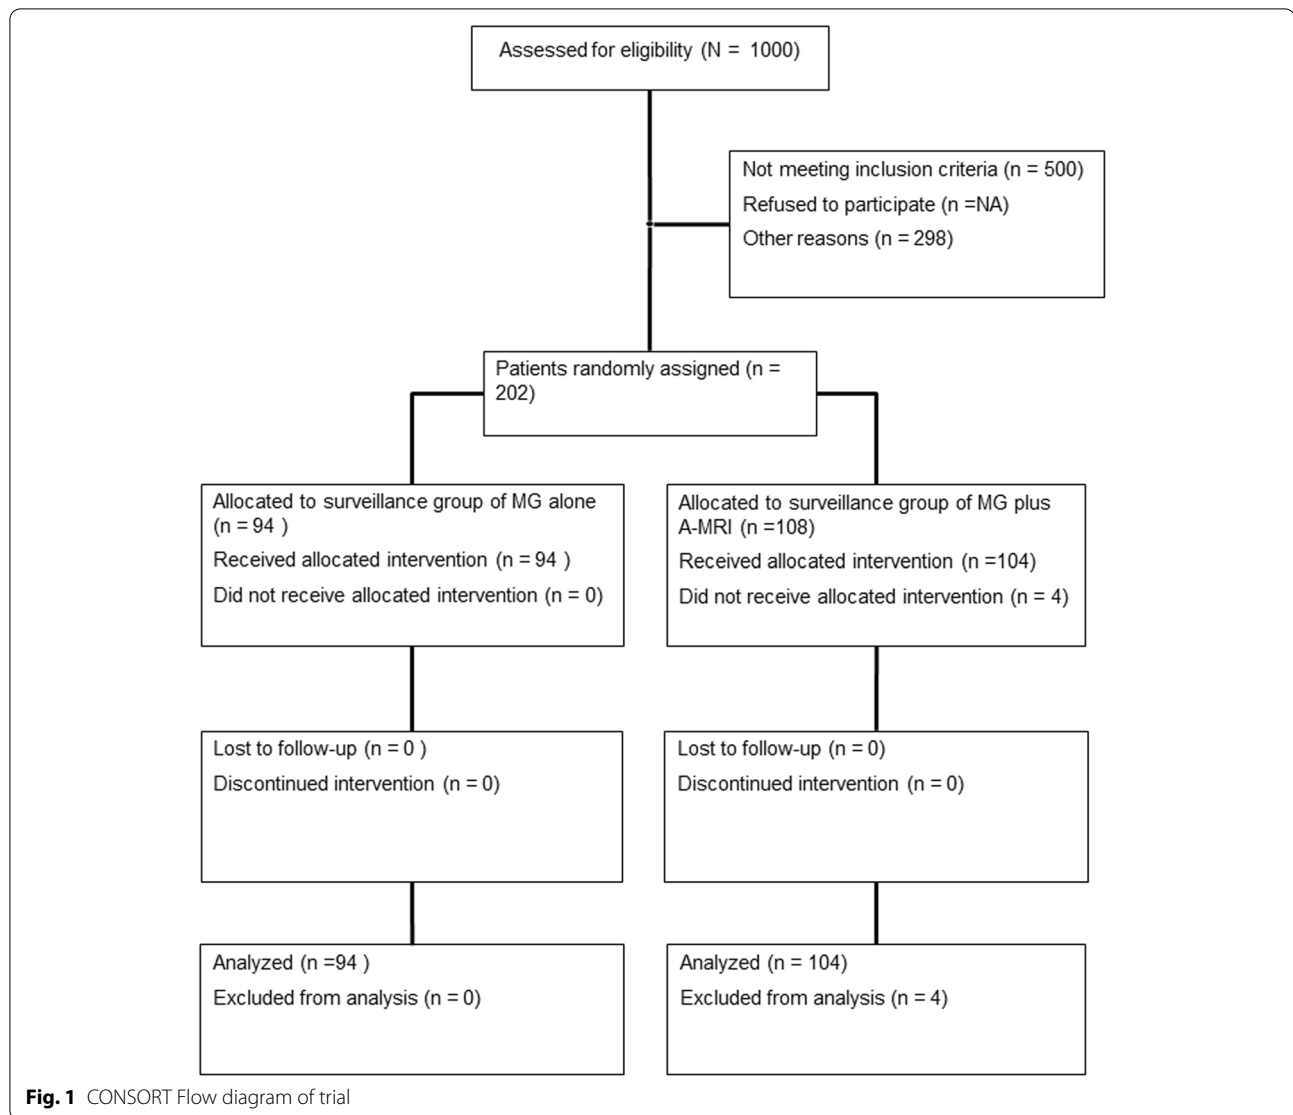 Assessed for eligibility (N = 1000)
Not meeting inclusion criteria (n = 500)
Refused to participate (n =NA)
Other reasons (n = 298)
Patients randomly assigned (n =
202)
Allocated to surveillance group of MG alone
(n = 94 )
Received allocated intervention (n = 94 )
Did not receive allocated intervention (n = 0)
Allocated to surveillance group of MG plus
A-MRI (n =108)
Received allocated intervention (n =104)
Did not receive allocated intervention (n = 4)
Lost to follow-up (n = 0 )
Discontinued intervention (n = 0)
Lost to follow-up (n = 0)
Discontinued intervention (n = 0)
Analyzed (n =94 )
Excluded from analysis (n = 0)
Analyzed (n = 104)
Excluded from analysis (n = 4)
Fig. 1 CONSORT Flow diagram of trial